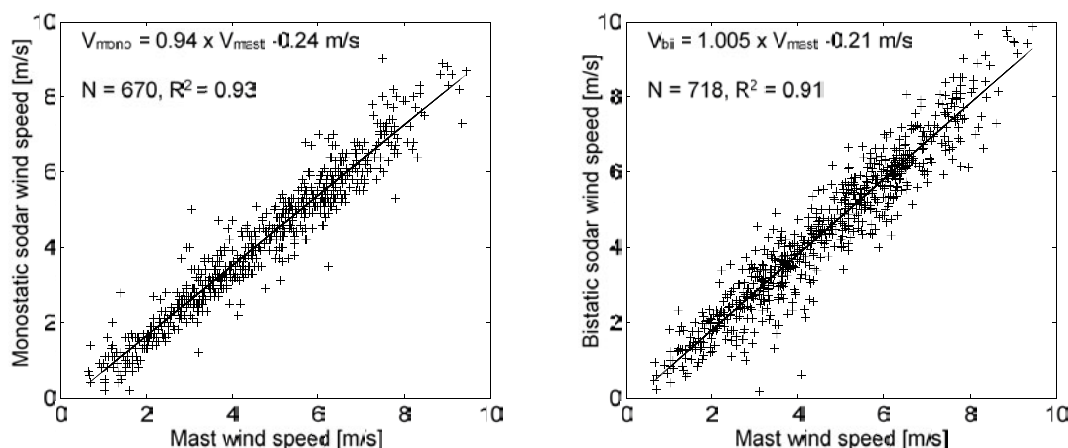 V_mono = 0.94 x V_mast -0.24 m/s
N = 670, R² = 0.93
Monostatic sodar wind speed [m/s]
10
8
6
4
2
0
0 2 4 6 8 10
Mast wind speed [m/s]
V_bi = 1.005 x V_mast -0.21 m/s
N = 718, R² = 0.91
Bistatic sodar wind speed [m/s]
10
8
6
4
2
0
0 2 4 6 8 10
Mast wind speed [m/s]